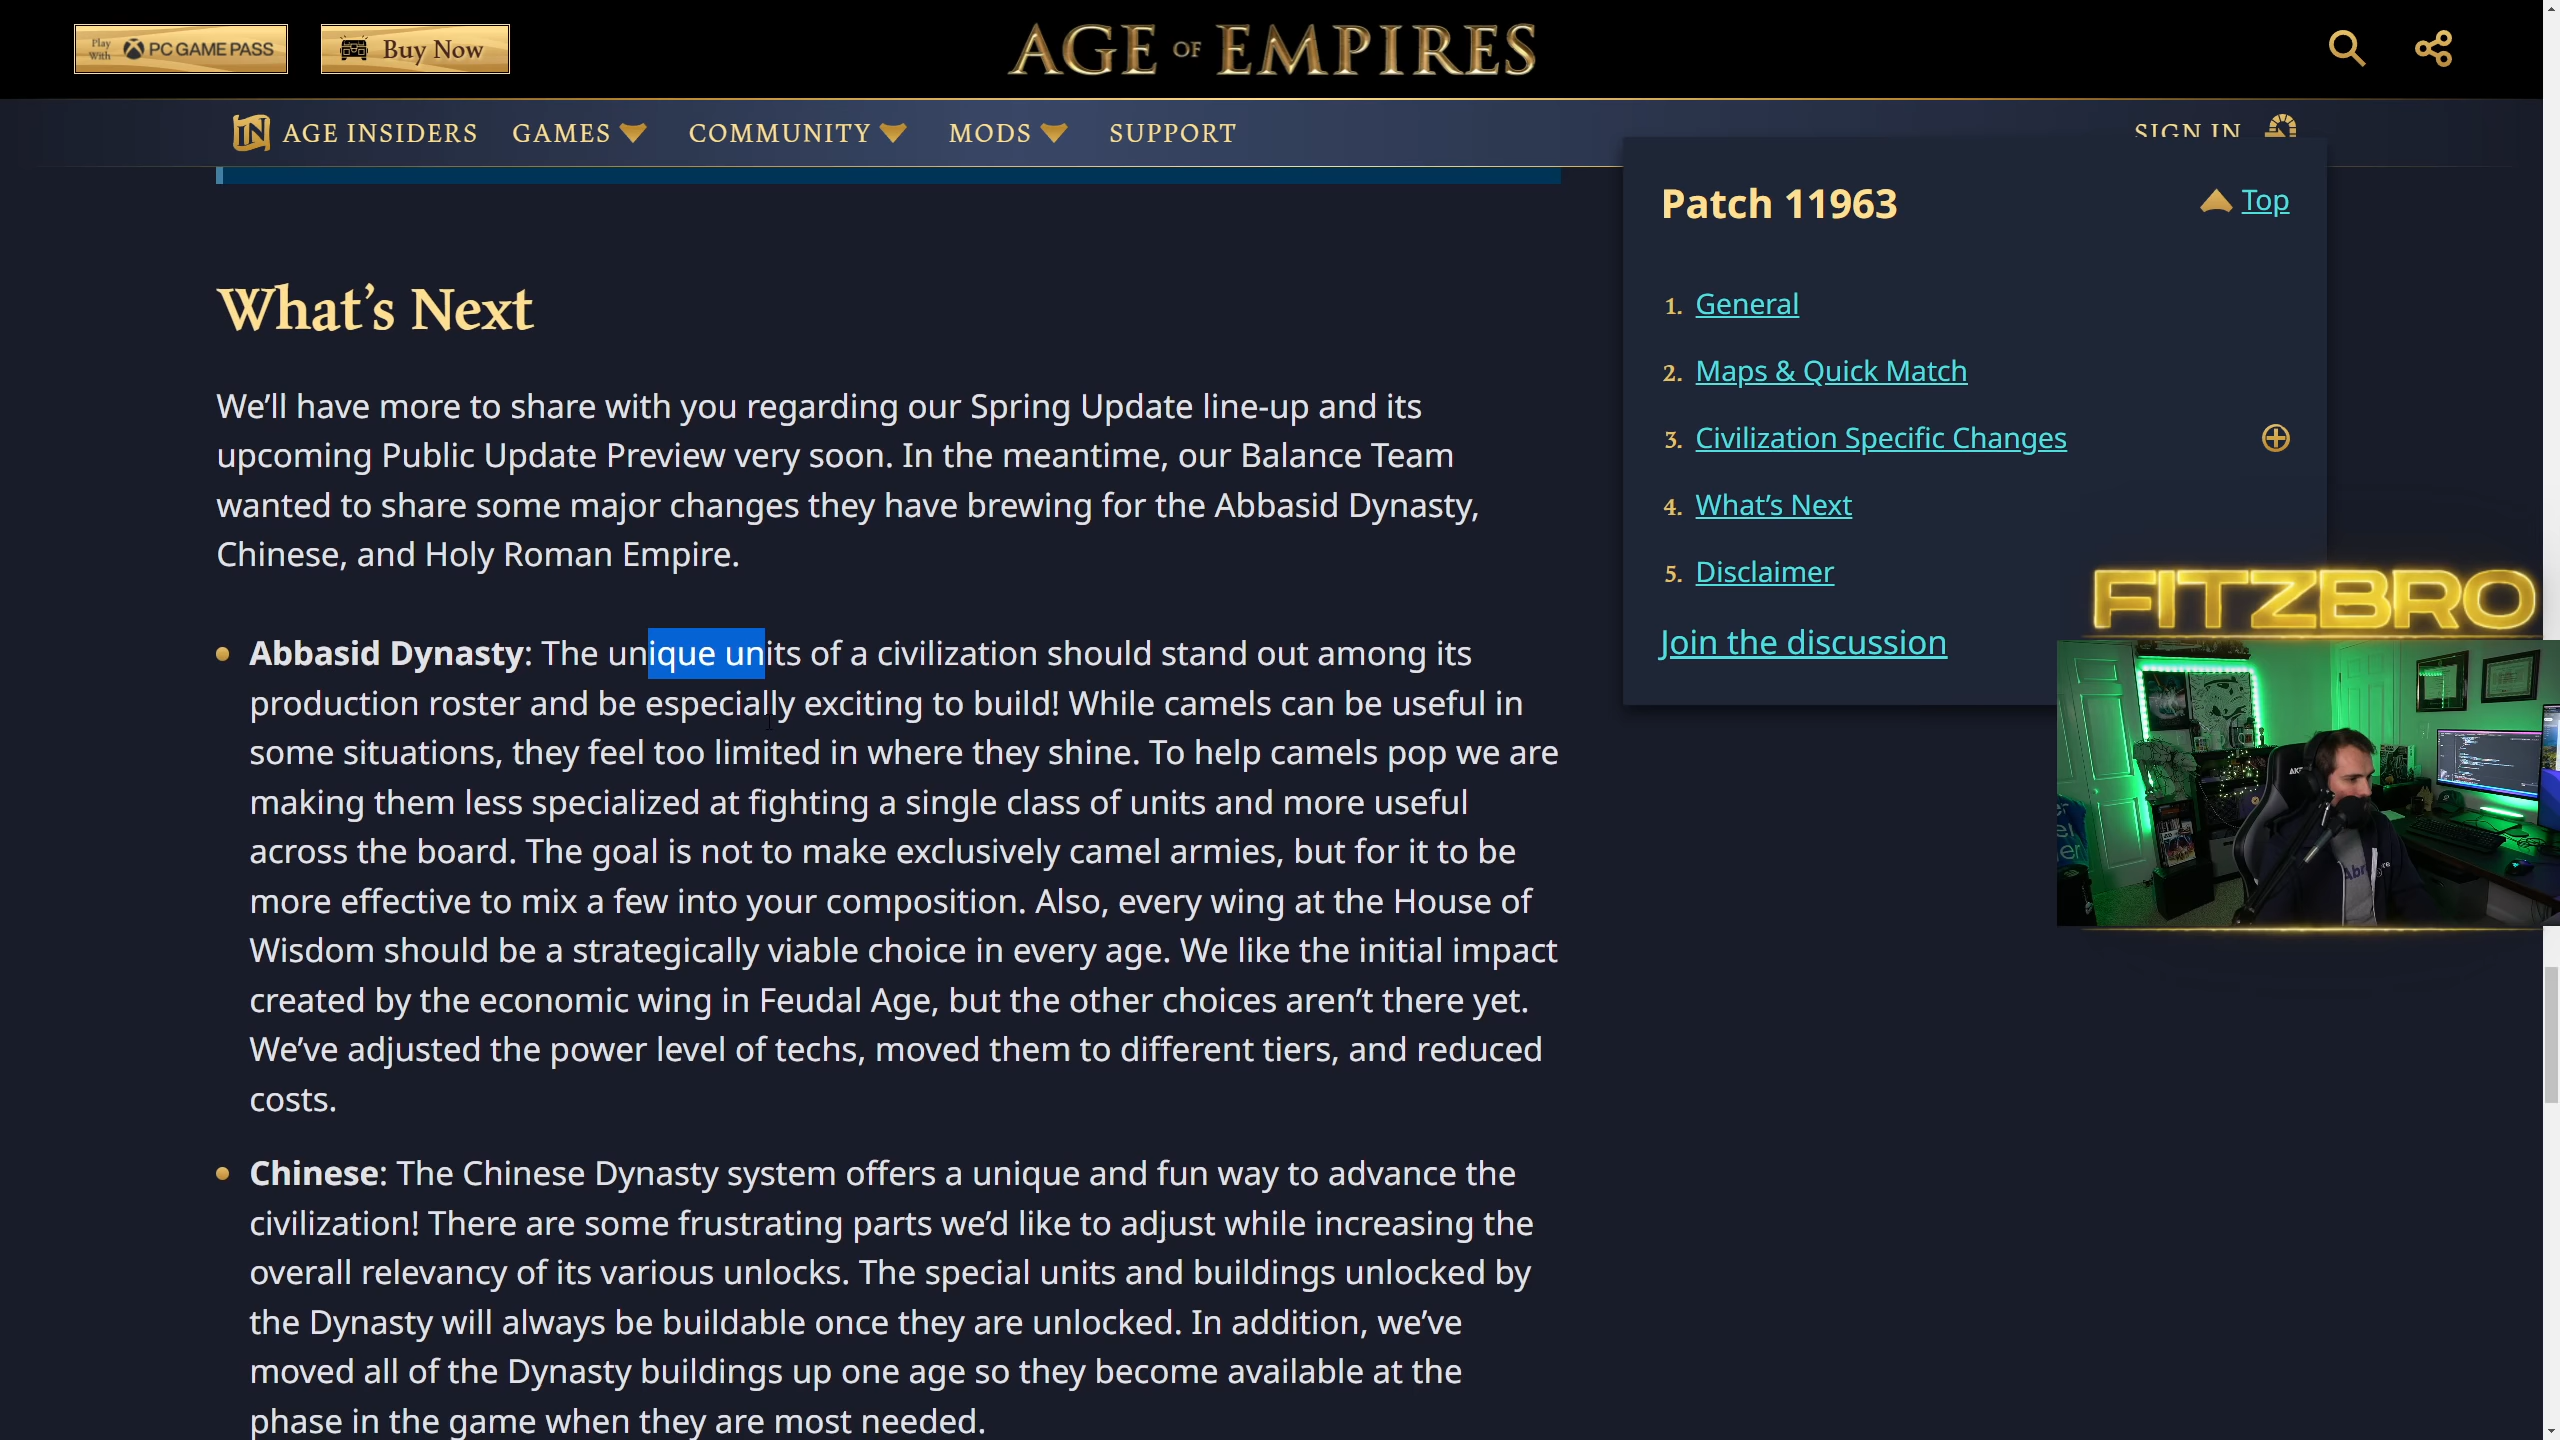 Play With PC GAME PASS
Buy Now
AGE OF EMPIRES
IN AGE INSIDERS
GAMES
COMMUNITY
MODS
SUPPORT
SIGN IN
What’s Next
We’ll have more to share with you regarding our Spring Update line-up and its
upcoming Public Update Preview very soon. In the meantime, our Balance Team
wanted to share some major changes they have brewing for the Abbasid Dynasty,
Chinese, and Holy Roman Empire.
Abbasid Dynasty: The unique units of a civilization should stand out among its
production roster and be especially exciting to build! While camels can be useful in
some situations, they feel too limited in where they shine. To help camels pop we are
making them less specialized at fighting a single class of units and more useful
across the board. The goal is not to make exclusively camel armies, but for it to be
more effective to mix a few into your composition. Also, every wing at the House of
Wisdom should be a strategically viable choice in every age. We like the initial impact
created by the economic wing in Feudal Age, but the other choices aren’t there yet.
We’ve adjusted the power level of techs, moved them to different tiers, and reduced
costs.
Chinese: The Chinese Dynasty system offers a unique and fun way to advance the
civilization! There are some frustrating parts we’d like to adjust while increasing the
overall relevancy of its various unlocks. The special units and buildings unlocked by
the Dynasty will always be buildable once they are unlocked. In addition, we’ve
moved all of the Dynasty buildings up one age so they become available at the
phase in the game when they are most needed.
Patch 11963
Top
1. General
2. Maps & Quick Match
3. Civilization Specific Changes
4. What’s Next
5. Disclaimer
Join the discussion
FITZBRO